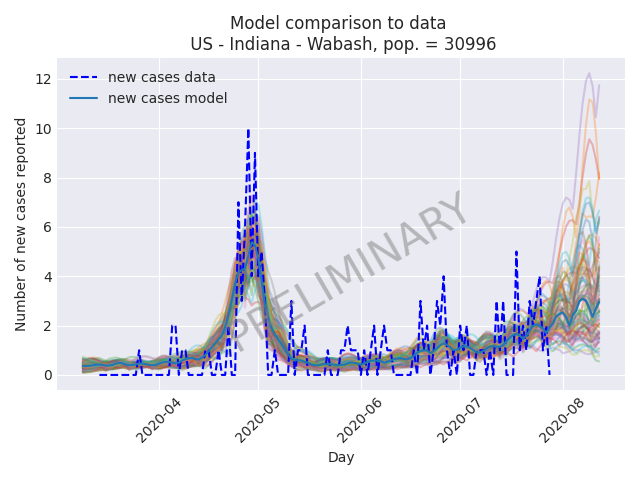 Model comparison to data
US - Indiana - Wabash, pop. = 30996
new cases data
new cases model
Number of new cases reported
12
10
8
6
4
2
0
PRELIMINARY
2020-04
2020-05
2020-06
2020-07
2020-08
Day